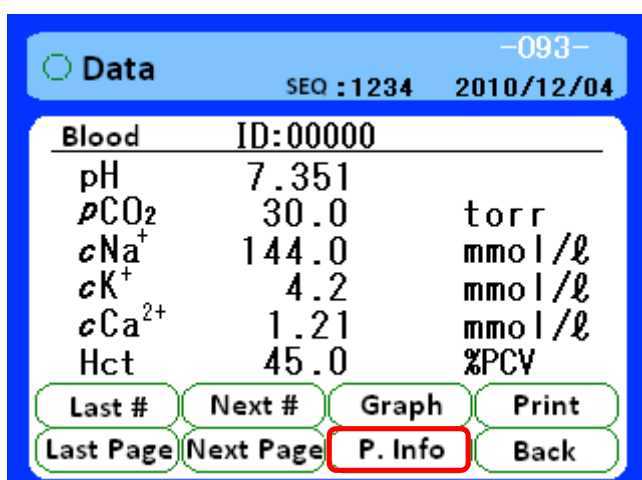 -093-
Data SEQ :1234 2010/12/04
Blood ID:00000
pH 7.351
pCO₂ 30.0 torr
cNa⁺ 144.0 mmol/ℓ
cK⁺ 4.2 mmol/ℓ
cCa²⁺ 1.21 mmol/ℓ
Hct 45.0 %PCV
Last # Next # Graph Print
Last Page Next Page P. Info Back